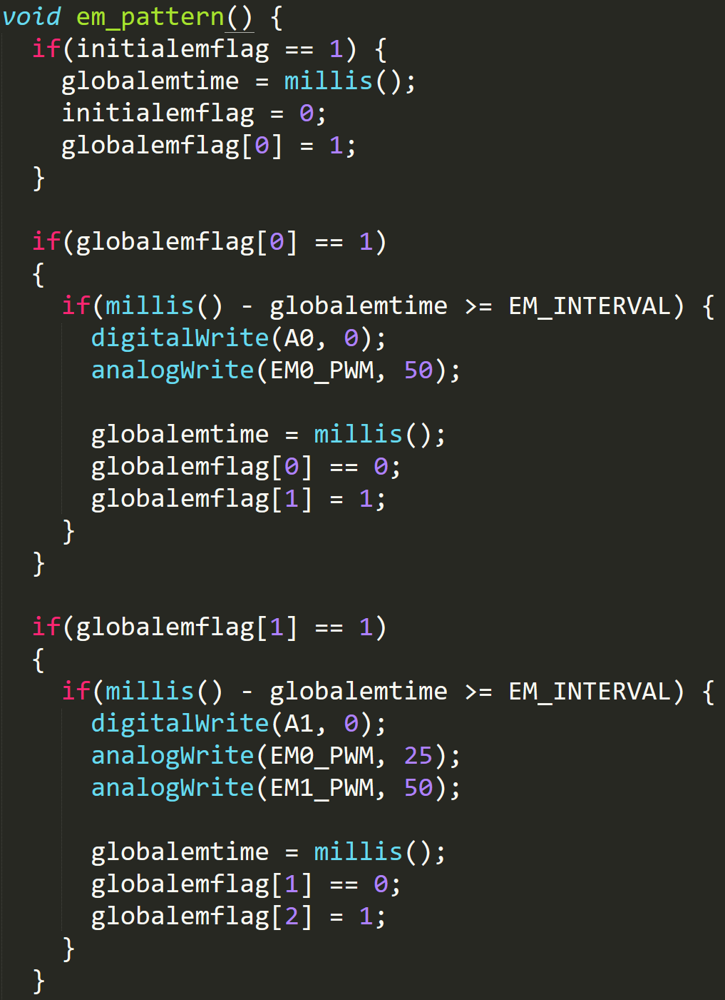 void em_pattern() {
  if(initialemflag == 1) {
    globalemtime = millis();
    initialemflag = 0;
    globalemflag[0] = 1;
  }

  if(globalemflag[0] == 1)
  {
    if(millis() - globalemtime >= EM_INTERVAL) {
      digitalWrite(A0, 0);
      analogWrite(EM0_PWM, 50);

      globalemtime = millis();
      globalemflag[0] == 0;
      globalemflag[1] = 1;
    }
  }

  if(globalemflag[1] == 1)
  {
    if(millis() - globalemtime >= EM_INTERVAL) {
      digitalWrite(A1, 0);
      analogWrite(EM0_PWM, 25);
      analogWrite(EM1_PWM, 50);

      globalemtime = millis();
      globalemflag[1] == 0;
      globalemflag[2] = 1;
    }
  }